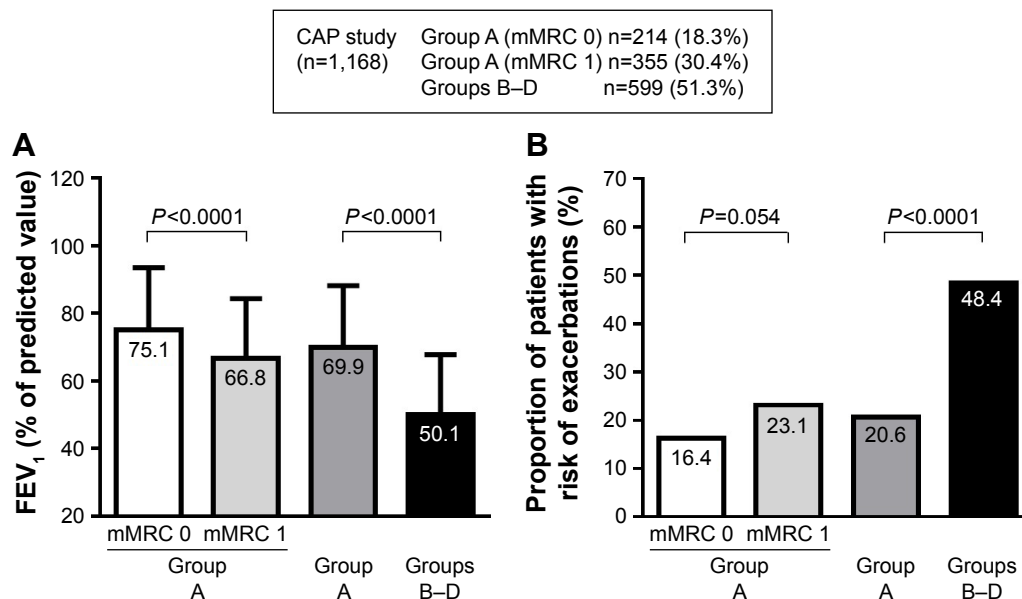 CAP study Group A (mMRC 0) n=214 (18.3%)
(n=1,168) Group A (mMRC 1) n=355 (30.4%)
Groups B–D n=599 (51.3%)
A
FEV1 (% of predicted value)
120
100
80
60
40
20
P<0.0001
P<0.0001
75.1
66.8
69.9
50.1
mMRC 0 mMRC 1
Group
A
Group
A
Groups
B–D
B
Proportion of patients with
risk of exacerbations (%)
70
60
50
40
30
20
10
0
P=0.054
P<0.0001
16.4
23.1
20.6
48.4
mMRC 0 mMRC 1
Group
A
Group
A
Groups
B–D